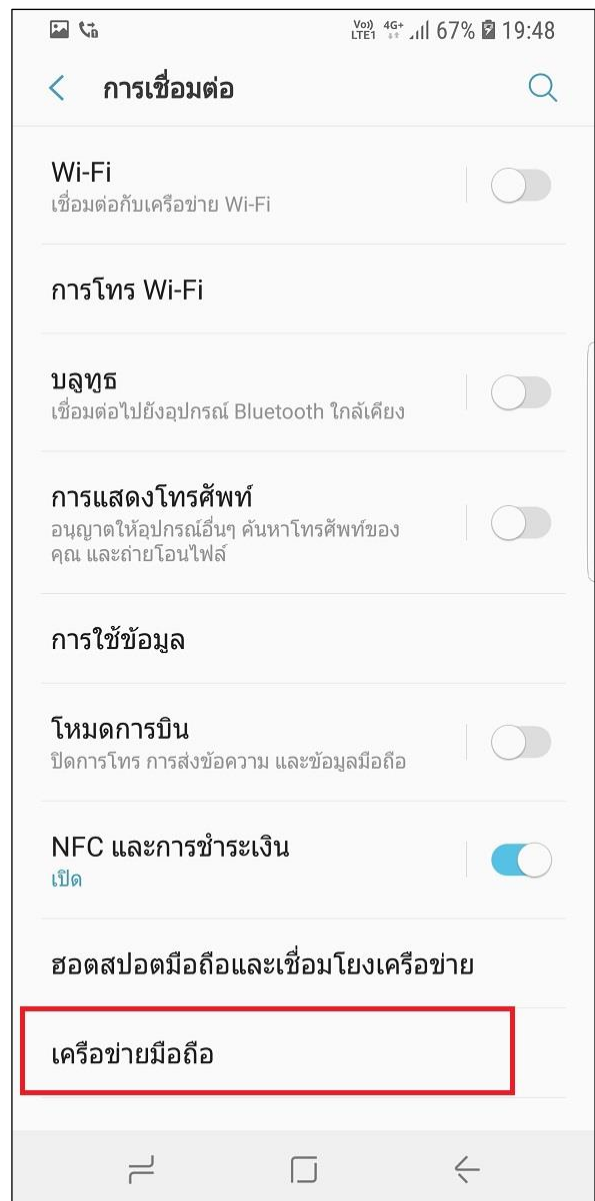 Vo)) LTE1 4G+ 67% 19:48
การเชื่อมต่อ
Wi-Fi
เชื่อมต่อกับเครือข่าย Wi-Fi
การโทร Wi-Fi
บลูทูธ
เชื่อมต่อไปยังอุปกรณ์ Bluetooth ใกล้เคียง
การแสดงโทรศัพท์
อนุญาตให้อุปกรณ์อื่นๆ ค้นหาโทรศัพท์ของ
คุณ และถ่ายโอนไฟล์
การใช้ข้อมูล
โหมดการบิน
ปิดการโทร การส่งข้อความ และข้อมูลมือถือ
NFC และการชำระเงิน
เปิด
ฮอตสปอตมือถือและเชื่อมโยงเครือข่าย
เครือข่ายมือถือ